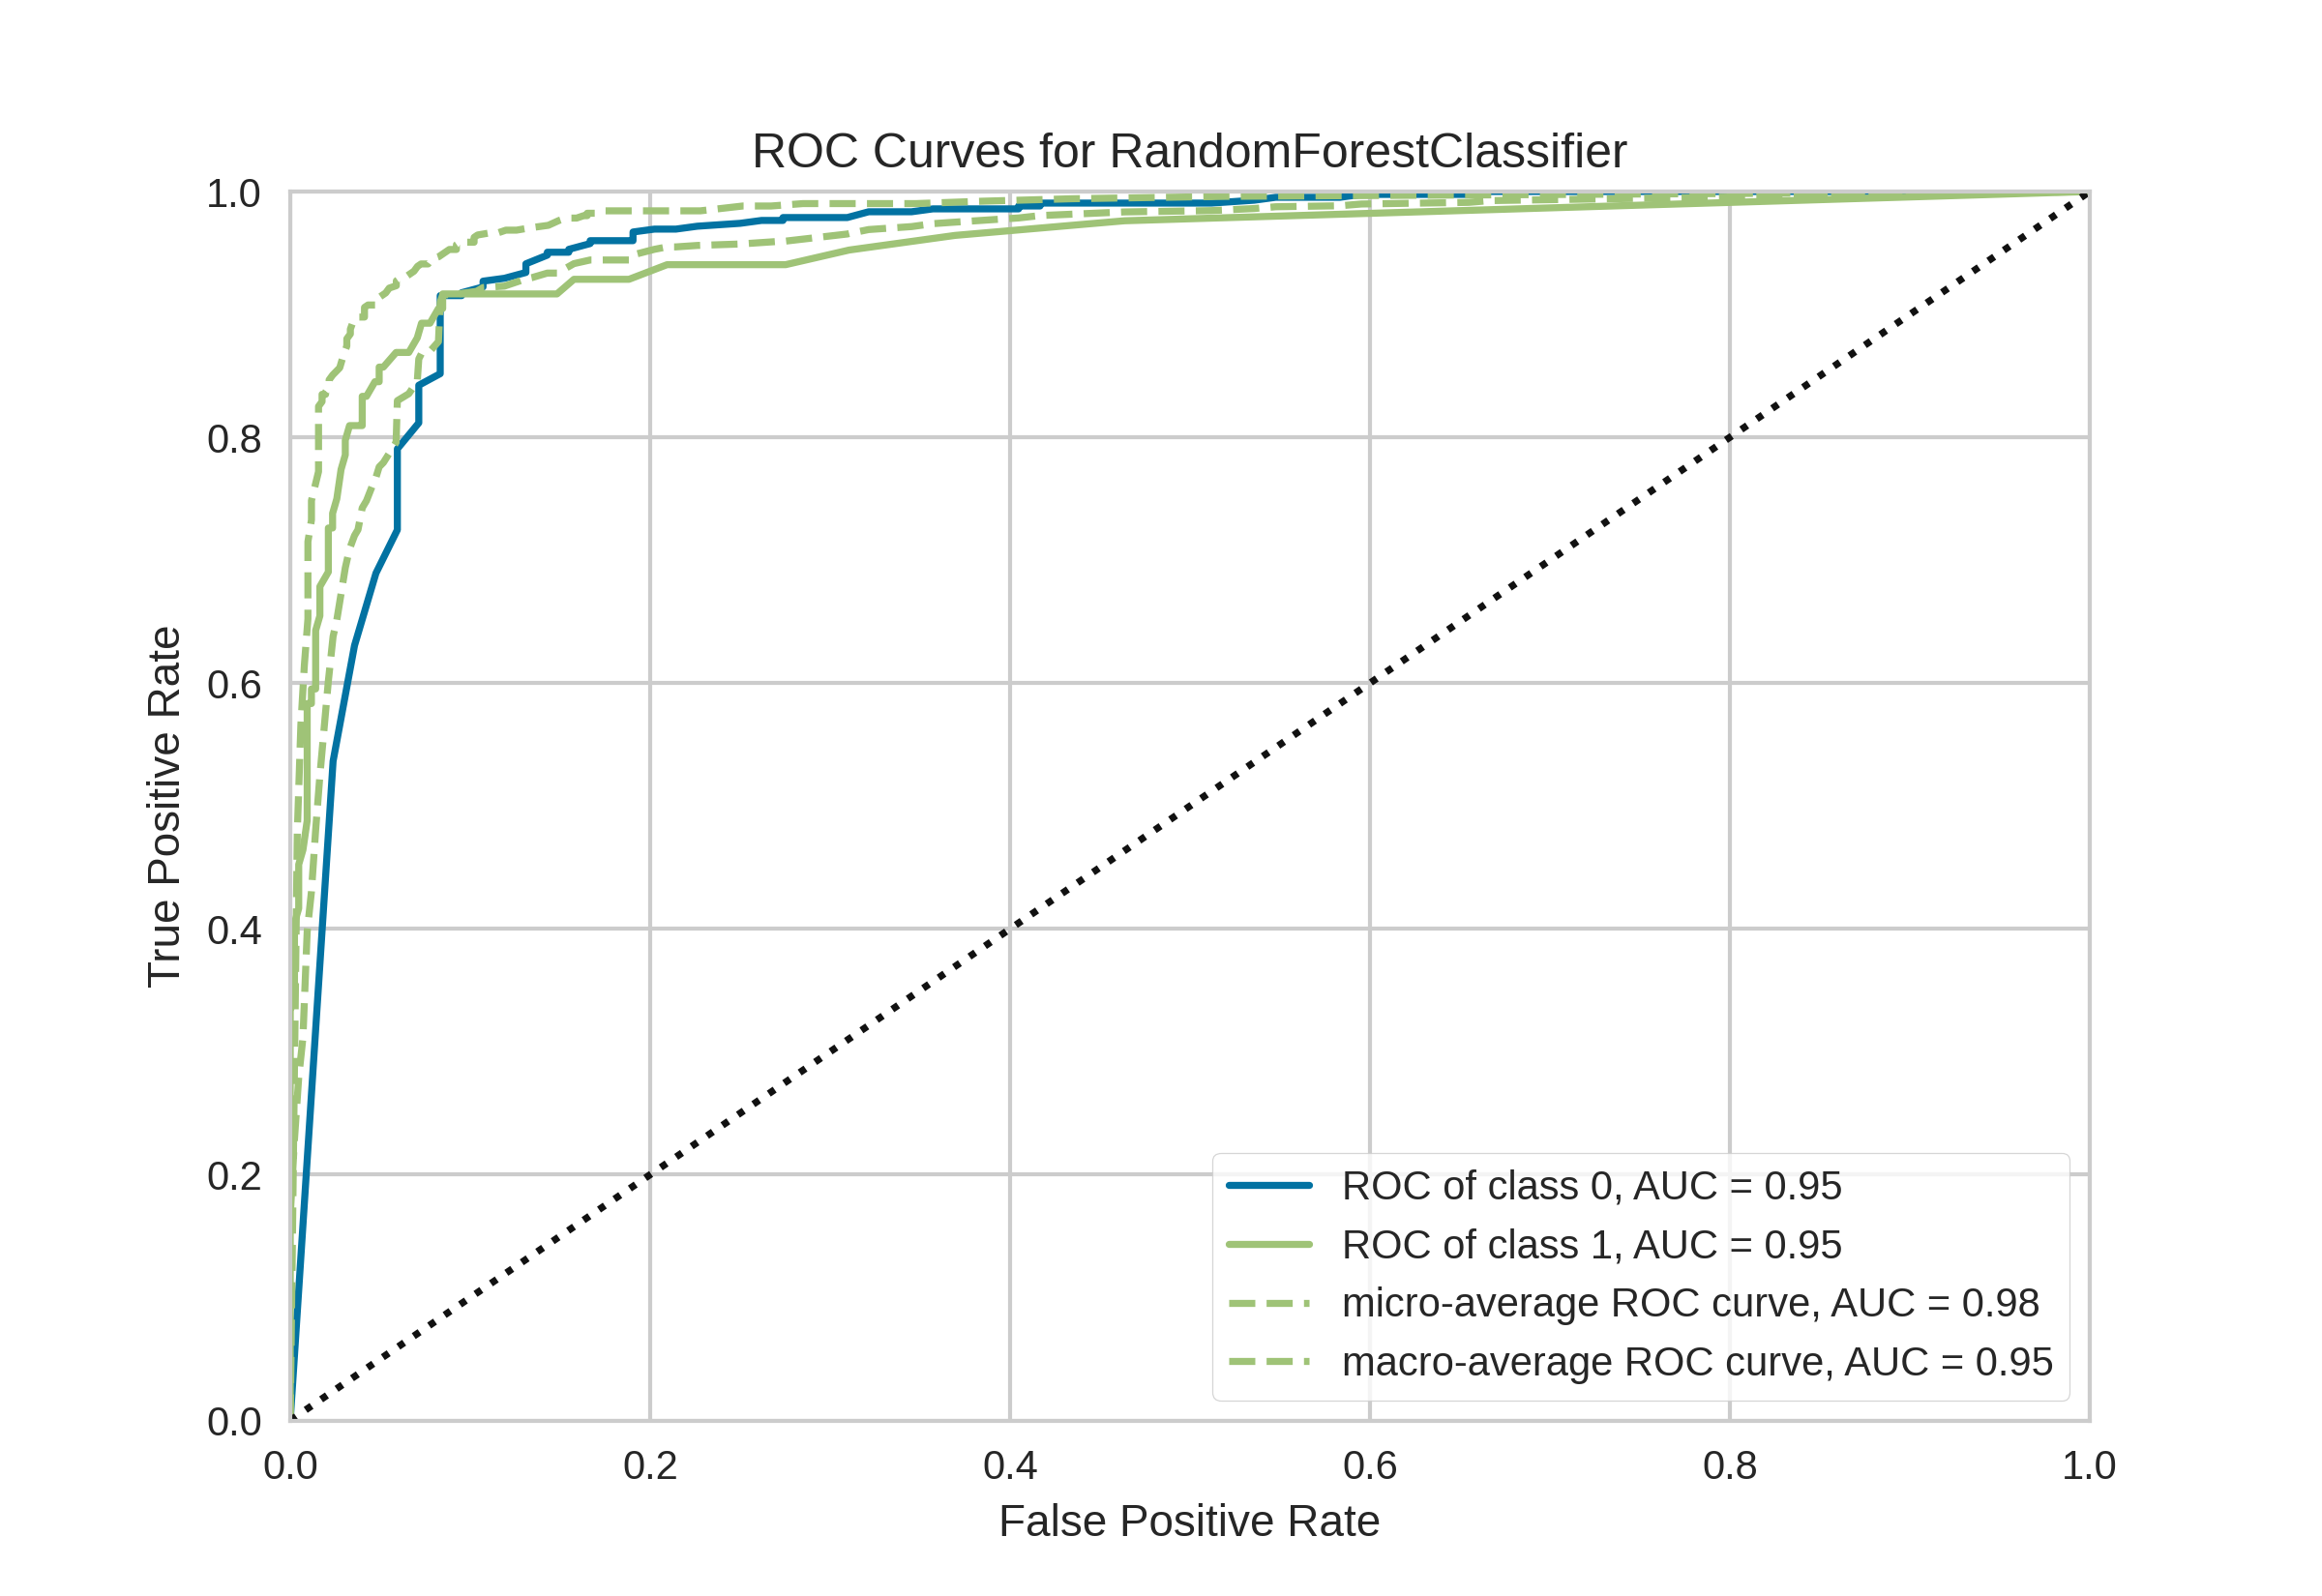 ROC Curves for RandomForestClassifier
1.0
0.8
0.6
0.4
0.2
0.0
True Positive Rate
0.0 0.2 0.4 0.6 0.8 1.0
False Positive Rate
ROC of class 0, AUC = 0.95
ROC of class 1, AUC = 0.95
micro-average ROC curve, AUC = 0.98
macro-average ROC curve, AUC = 0.95